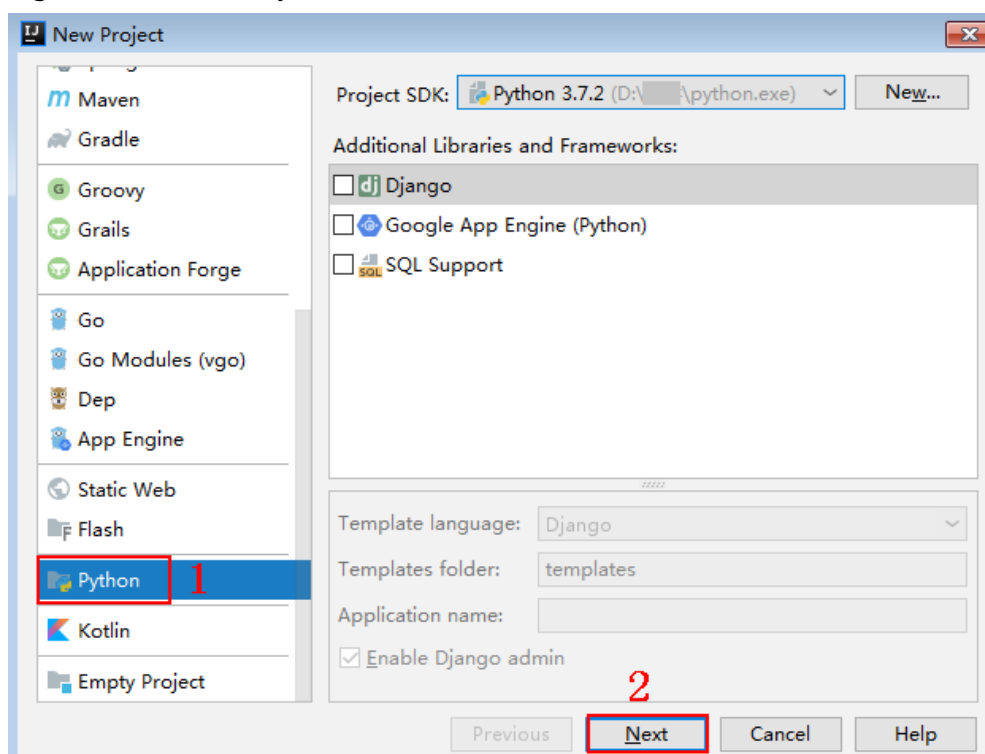 New Project
Maven
Gradle
Groovy
Grails
Application Forge
Go
Go Modules (vgo)
Dep
App Engine
Static Web
Flash
Python
1
Kotlin
Empty Project
Project SDK: Python 3.7.2 (D:\ \python.exe) New...
Additional Libraries and Frameworks:
dj Django
Google App Engine (Python)
SQL SQL Support
Template language: Django
Templates folder: templates
Application name:
Enable Django admin
2
Previous Next Cancel Help